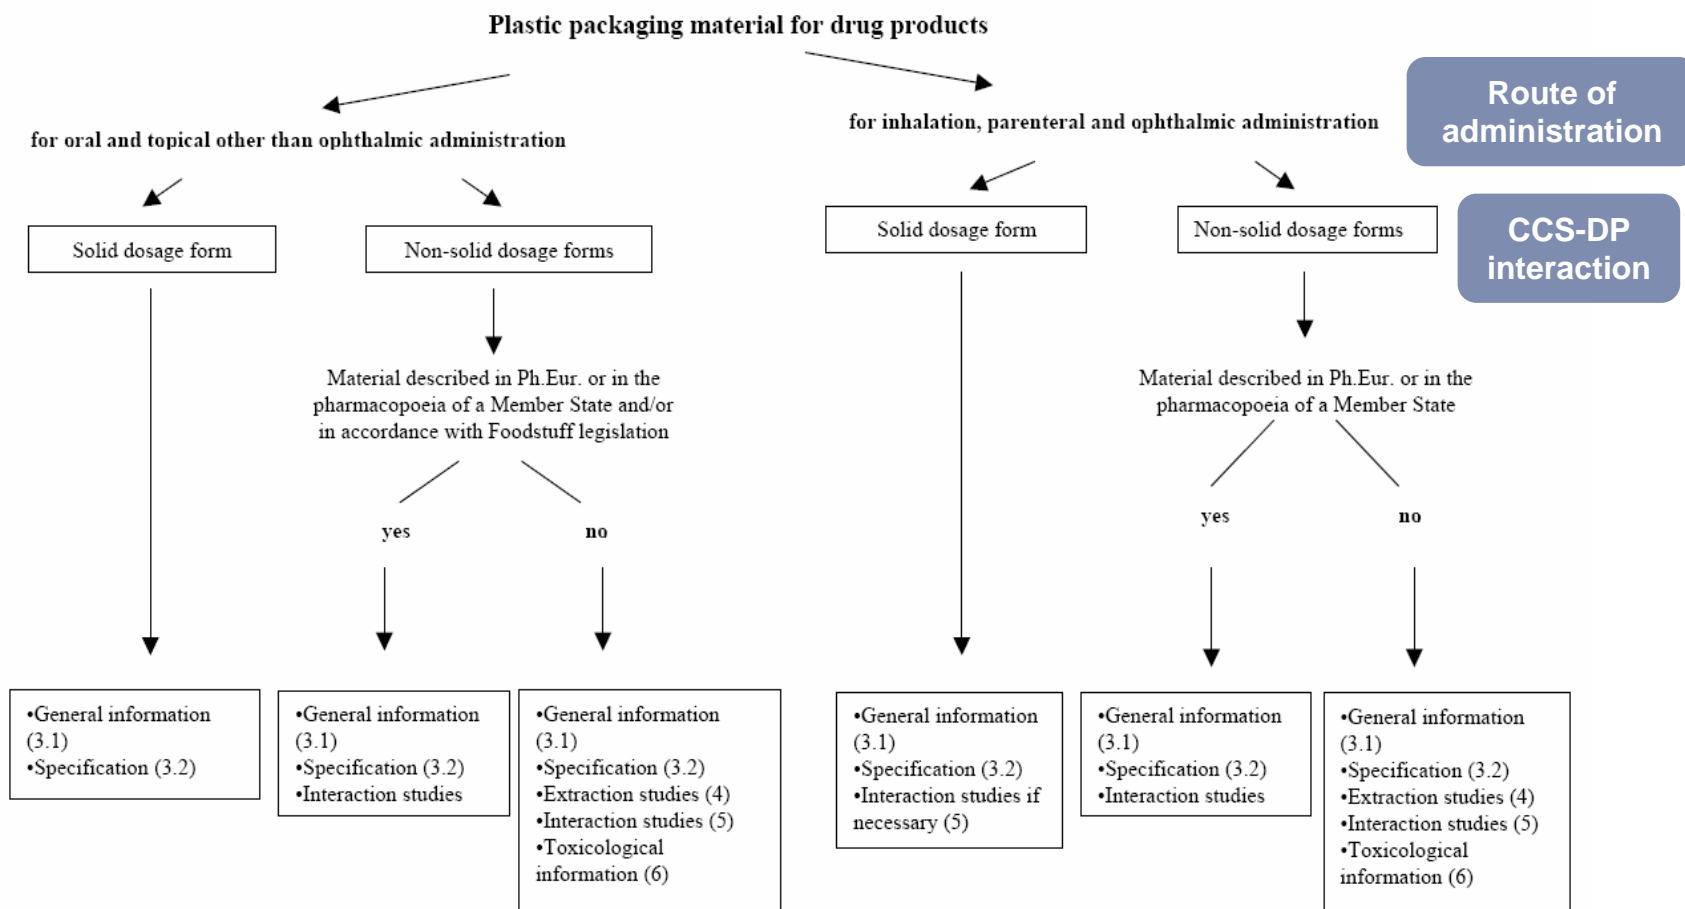 Plastic packaging material for drug products
Route of
administration
for oral and topical other than ophthalmic administration
for inhalation, parenteral and ophthalmic administration
CCS-DP
interaction
Solid dosage form
Non-solid dosage forms
Solid dosage form
Non-solid dosage forms
Material described in Ph.Eur. or in the
pharmacopoeia of a Member State and/or
in accordance with Foodstuff legislation
Material described in Ph.Eur. or in the
pharmacopoeia of a Member State
yes
no
yes
no
•General information
(3.1)
•Specification (3.2)
•General information
(3.1)
•Specification (3.2)
•Interaction studies
•General information
(3.1)
•Specification (3.2)
•Extraction studies (4)
•Interaction studies (5)
•Toxicological
information (6)
•General information
(3.1)
•Specification (3.2)
•Interaction studies if
necessary (5)
•General information
(3.1)
•Specification (3.2)
•Interaction studies
•General information
(3.1)
•Specification (3.2)
•Extraction studies (4)
•Interaction studies (5)
•Toxicological
information (6)